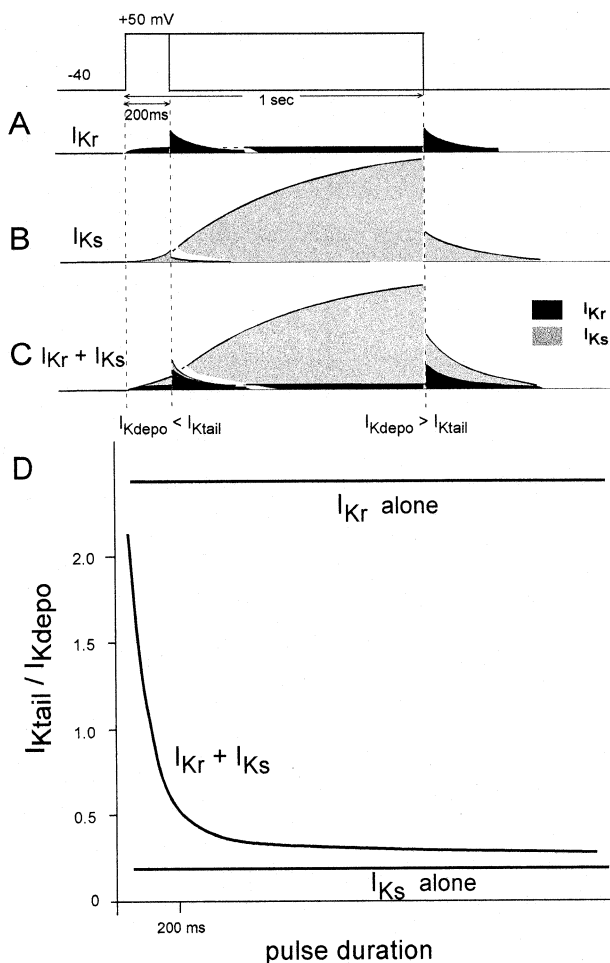 +50 mV
-40
1 sec
200ms
A
IKr
B
IKs
IKr
IKs
C
IKr + IKs
IKdepo < IKtail
IKdepo > IKtail
D
IKr alone
2.0
1.5
1.0
0.5
0
IKtail / IKdepo
IKr + IKs
IKs alone
200 ms
pulse duration